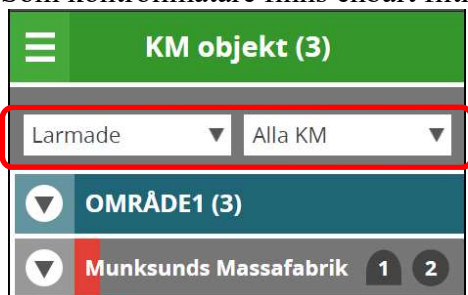 KM objekt (3)
Larmade Alla KM
OMRÅDE1 (3)
Munksunds Massafabrik 1 2